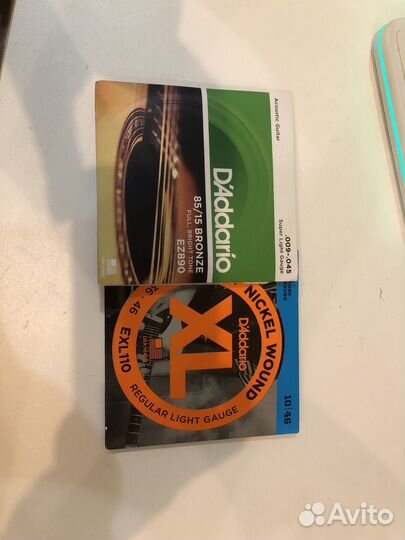 Acoustic Guitar
.009-.045
Super Light Gauge
D'Addario
85/15 BRONZE
FULL, BRIGHT TONE
EZ890
NICKEL WOUND
D'Addario
XL
EXL110
REGULAR LIGHT GAUGE
10|46
Avito